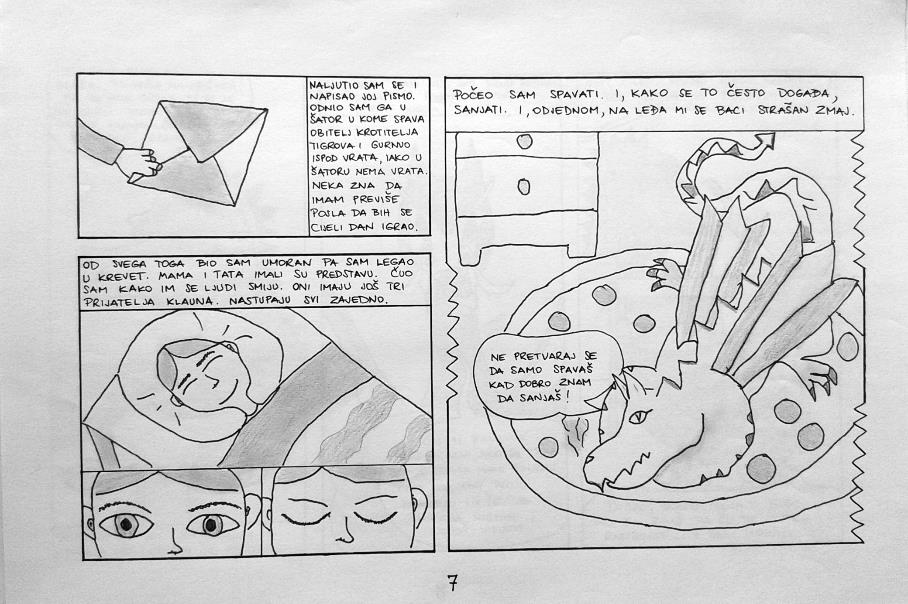 NALJUTIO SAM SE I
NAPISAO JOJ PISMO.
ODNIO SAM GA U
ŠATOR U KOME SPAVA
OBITELJ KROTITELJA
TIGROVA I GURNUO
ISPOD VRATA, IAKO U
ŠATORU NEMA VRATA.
NEKA ZNA DA
IMAM PREVIŠE
POSLA DA BIH SE
CIJELI DAN IGRAO.
OD SVEGA TOGA BIO SAM UMORAN PA SAM LEGAO
U KREVET. MAMA I TATA IMALI SU PREDSTAVU. ČUO
SAM KAKO IM SE LJUDI SMIJU. ONI IMAJU JOŠ TRI
PRIJATELJA KLAUNA. NASTUPAJU SVI ZAJEDNO.
POČEO SAM SPAVATI. I, KAKO SE TO ČESTO DOGAĐA,
SANJATI. I, ODJEDNOM, NA LEĐA MI SE BACI STRAŠAN ZMAJ.
NE PRETVARAJ SE
DA SAMO SPAVAŠ
KAD DOBRO ZNAM
DA SANJAŠ!
7